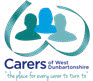 Carers of West
Dunbartonshire
the place for every carer to turn to